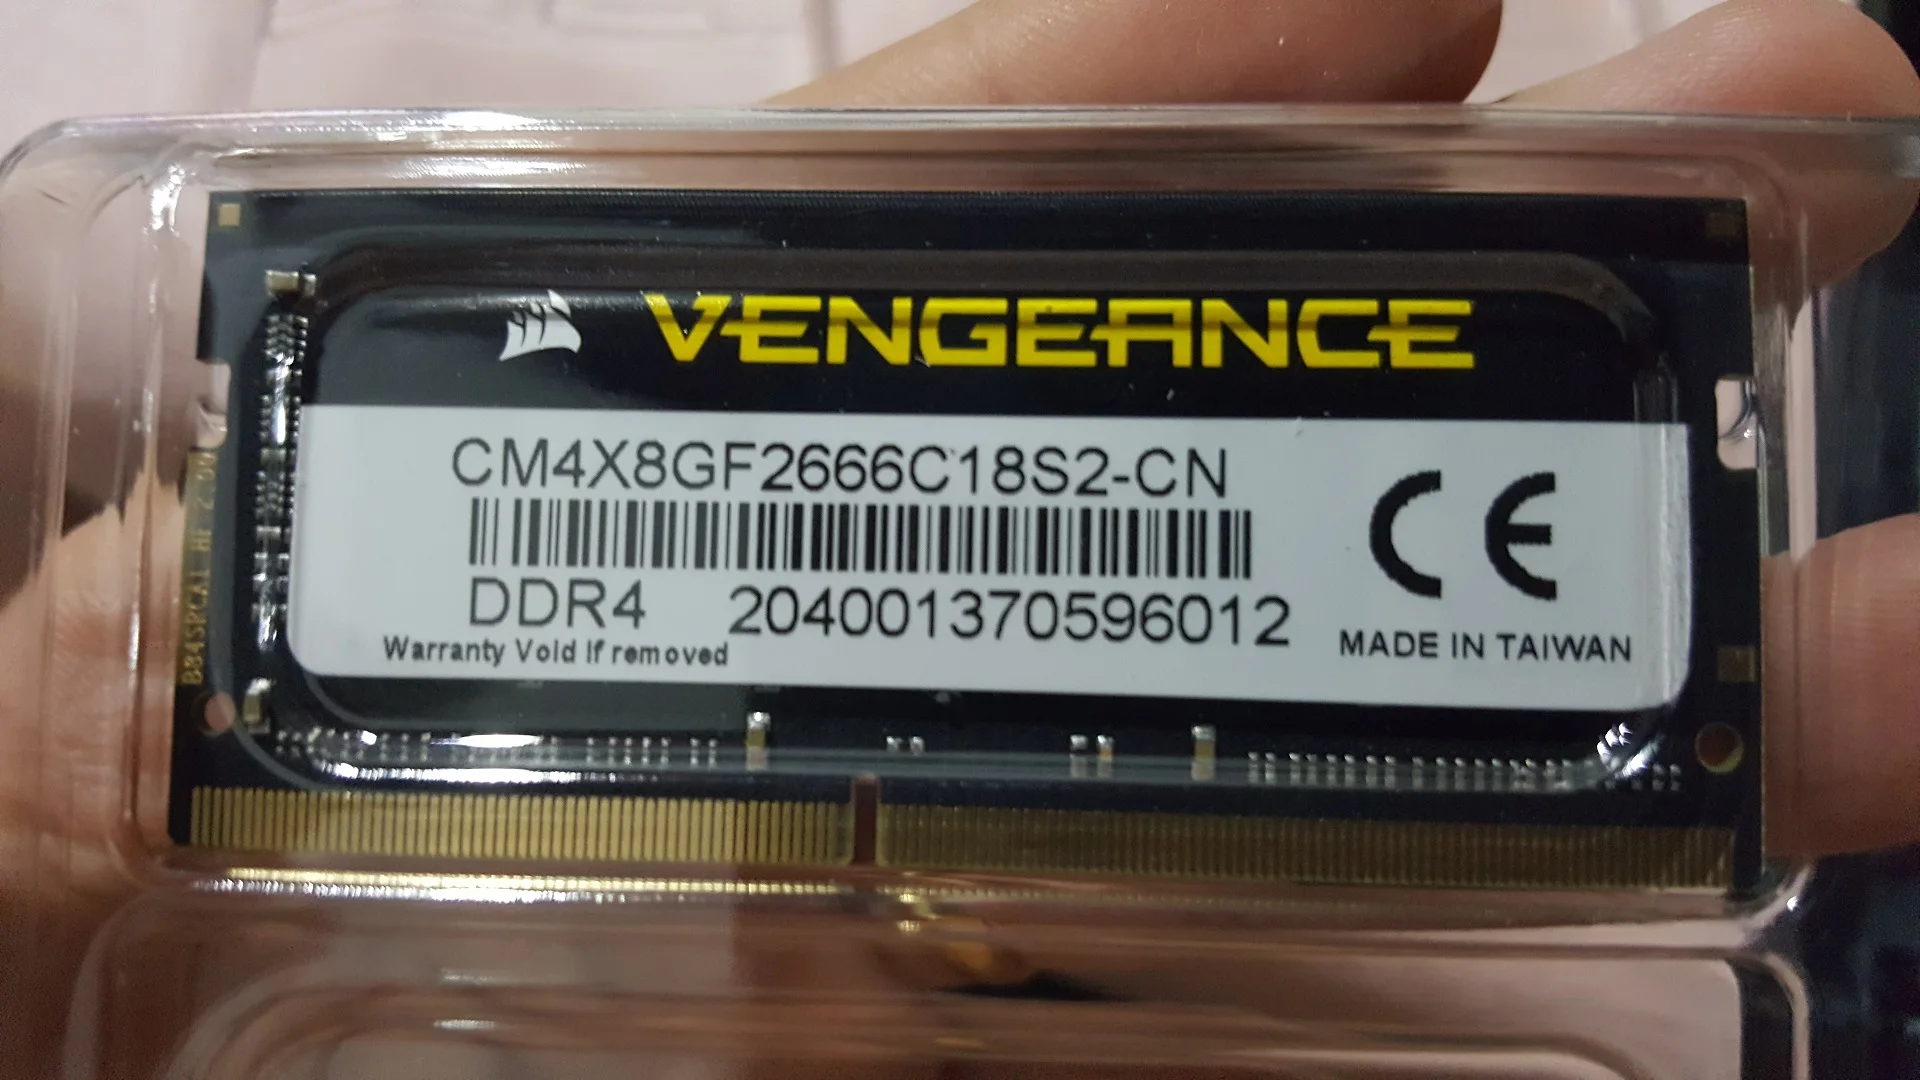 VENGEANCE
CM4X8GF2666C18S2-CN
DDR4 204001370596012
Warranty Void If removed
CE
MADE IN TAIWAN